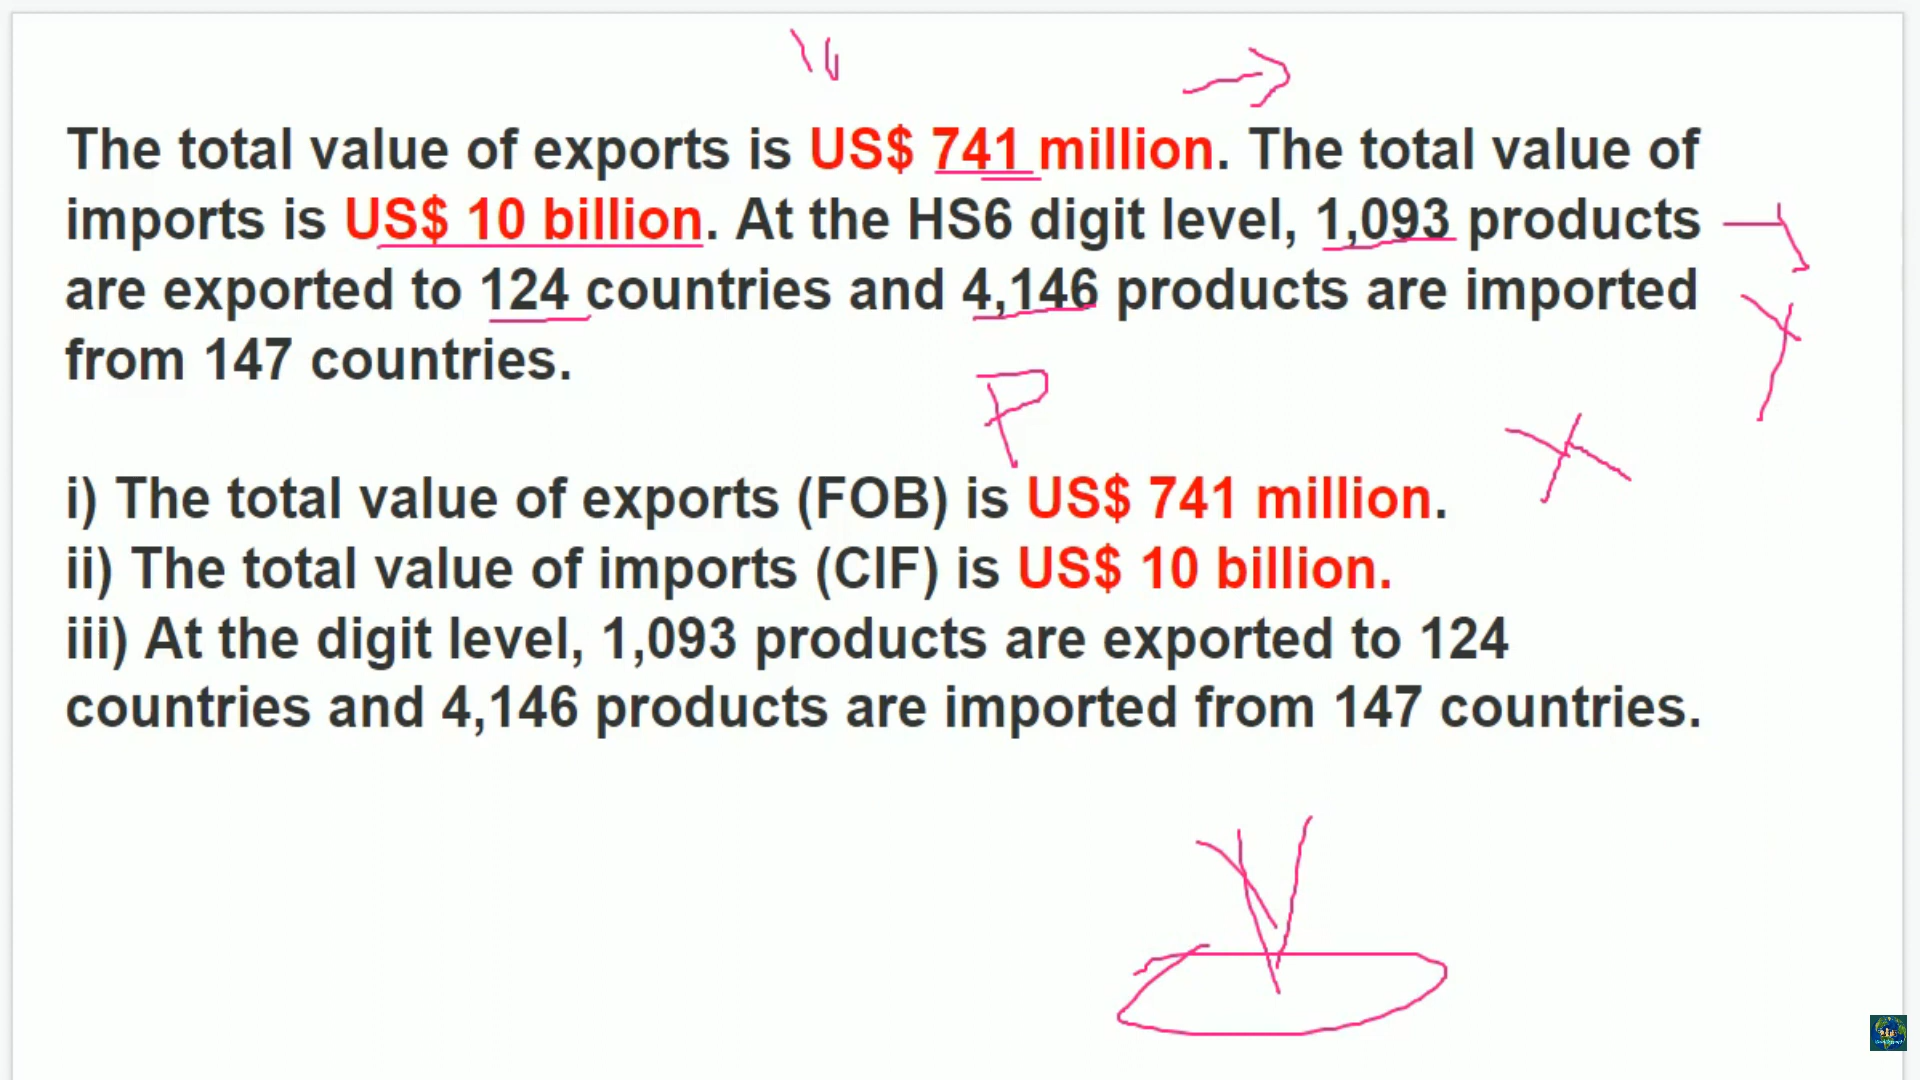 The total value of exports is US$ 741 million. The total value of
imports is US$ 10 billion. At the HS6 digit level, 1,093 products
are exported to 124 countries and 4,146 products are imported
from 147 countries.
P
i) The total value of exports (FOB) is US$ 741 million.
ii) The total value of imports (CIF) is US$ 10 billion.
iii) At the digit level, 1,093 products are exported to 124
countries and 4,146 products are imported from 147 countries.